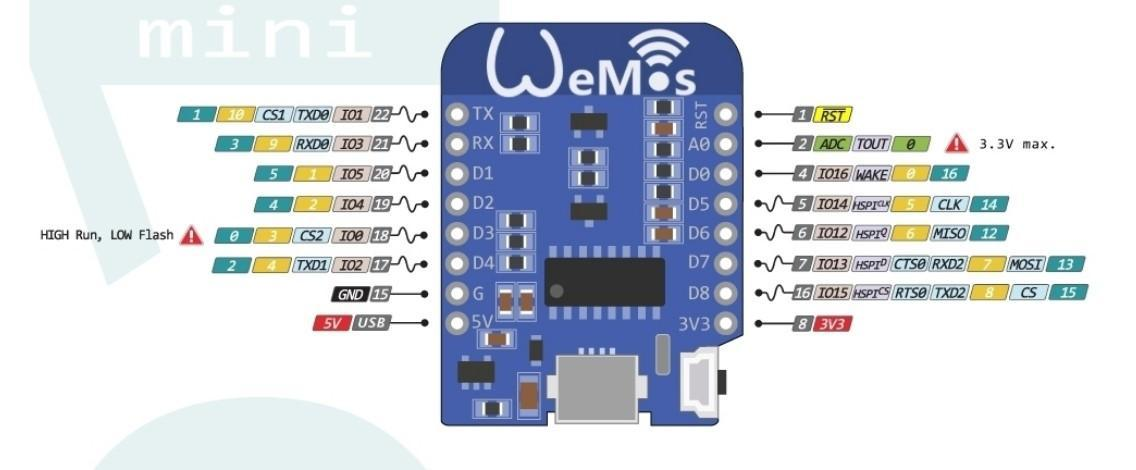 mini
WeMos
TX
RX
D1
D2
D3
D4
G
5V
RST
A0
D0
D5
D6
D7
D8
3V3
1 10 CS1 TXD0 IO1 22
3 9 RXD0 IO3 21
5 1 IO5 20
4 2 IO4 19
HIGH Run, LOW Flash 0 3 CS2 IO0 18
2 4 TXD1 IO2 17
GND 15
5V USB
1 RST
2 ADC TOUT 0 3.3V max.
4 IO16 WAKE 0 16
5 IO14 HSPICLK 5 CLK 14
6 IO12 HSPIQ 6 MISO 12
7 IO13 HSPID CTS0 RXD2 7 MOSI 13
16 IO15 HSPICS RTS0 TXD2 8 CS 15
8 3V3